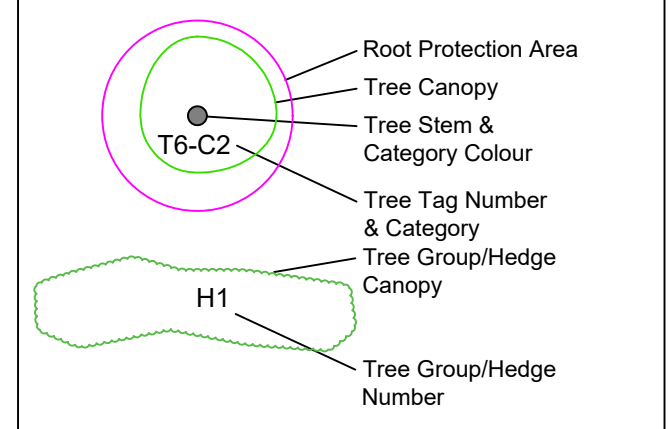 Root Protection Area
Tree Canopy
Tree Stem &
Category Colour
T6-C2
Tree Tag Number
& Category
Tree Group/Hedge
Canopy
H1
Tree Group/Hedge
Number